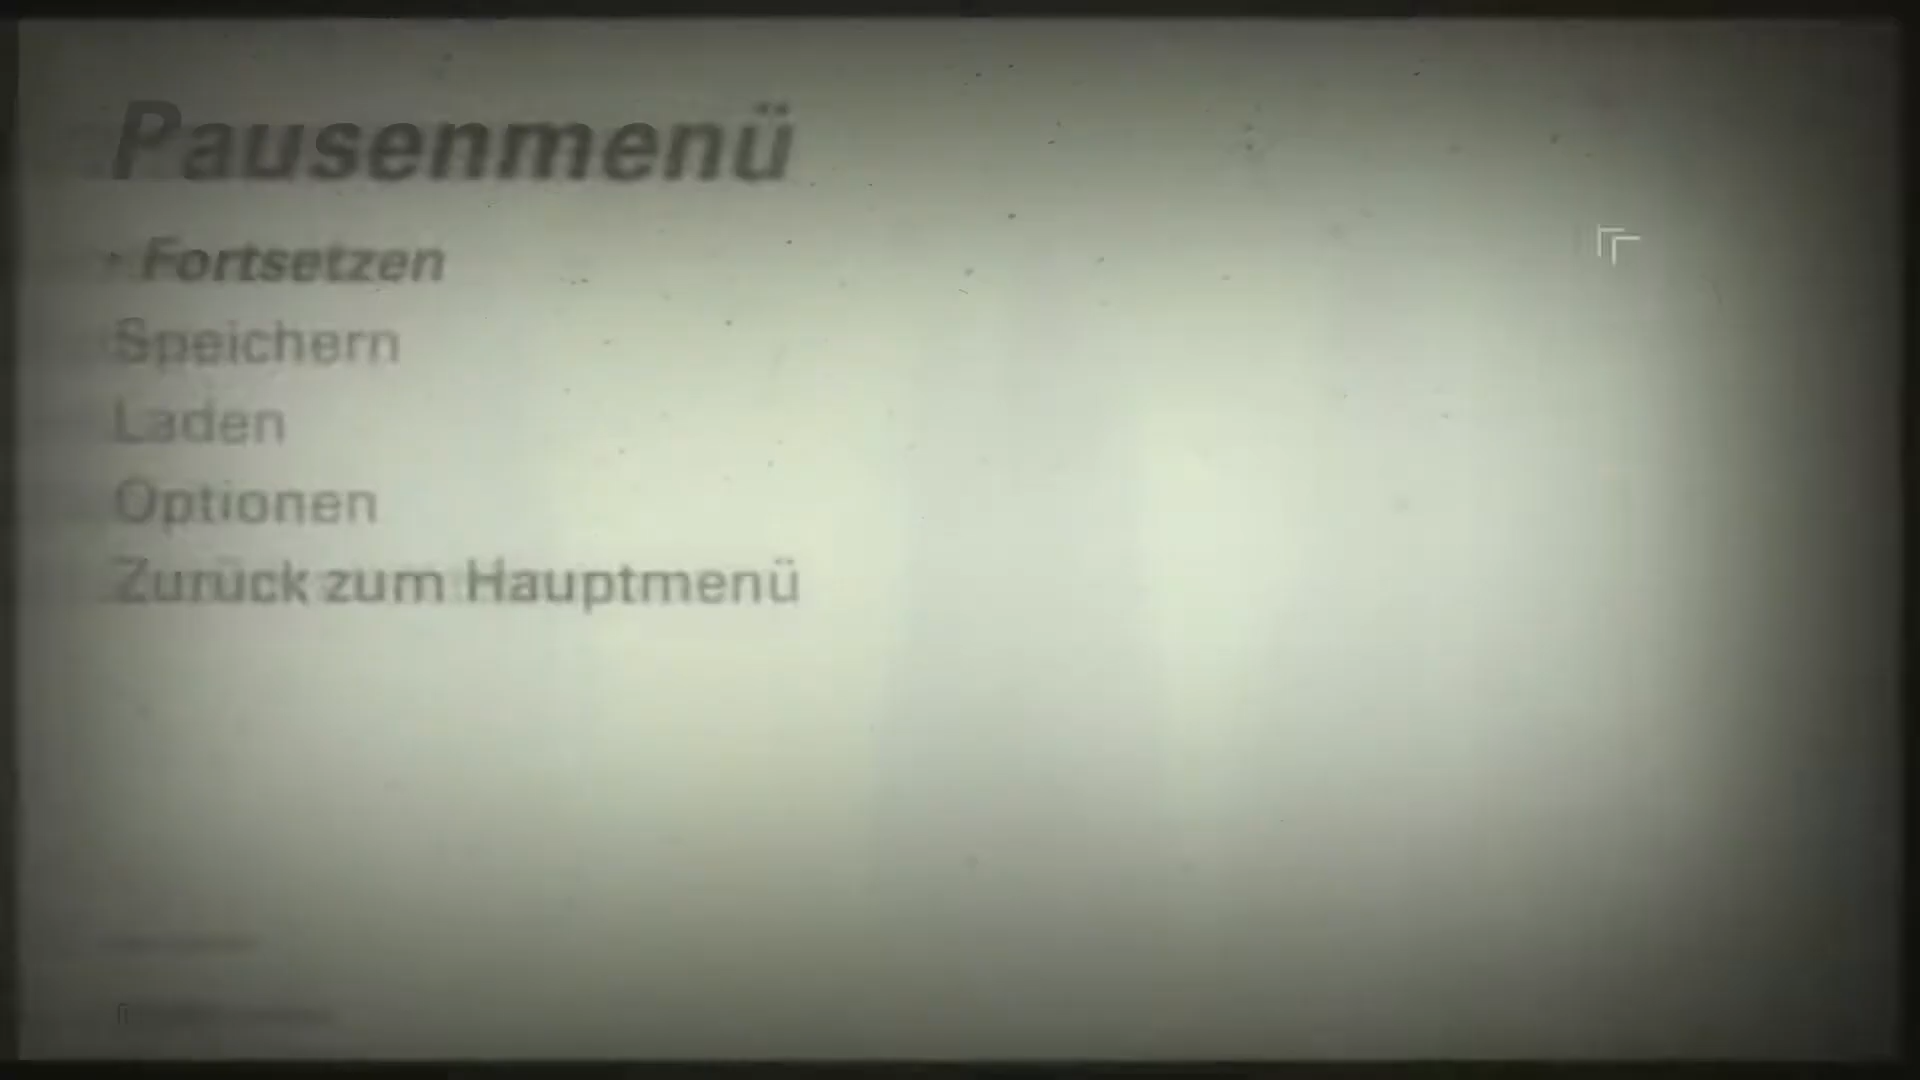 Pausenmenü
Fortsetzen
Speichern
Laden
Optionen
Zurück zum Hauptmenü